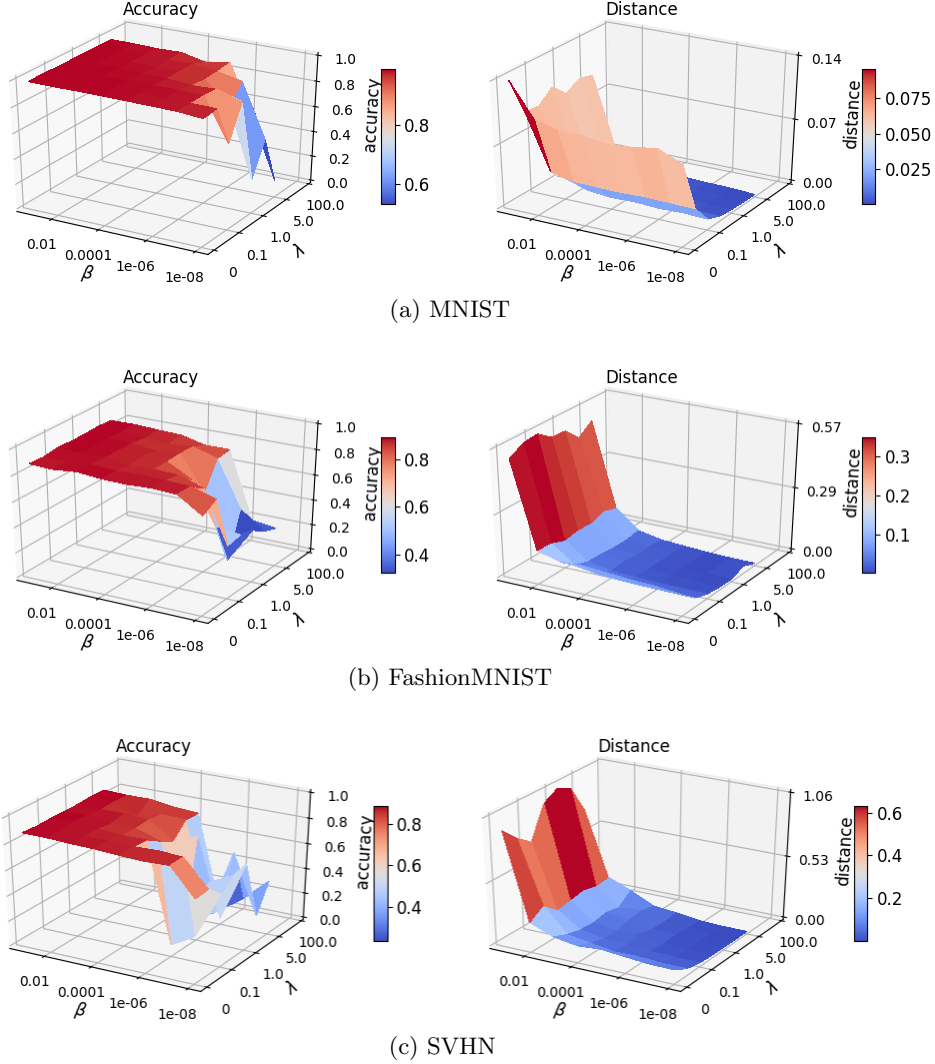 Accuracy
Distance
1.0
0.8
0.6
0.4
0.2
0.0
accuracy
0.8
0.6
0.01
0.0001
1e-06
1e-08
β
0
0.1
1.0
5.0
100.0
λ
0.14
0.07
0.00
distance
0.075
0.050
0.025
0.01
0.0001
1e-06
1e-08
β
0
0.1
1.0
5.0
100.0
λ
(a) MNIST
Accuracy
Distance
1.0
0.8
0.6
0.4
0.2
0.0
accuracy
0.8
0.6
0.4
0.01
0.0001
1e-06
1e-08
β
0
0.1
1.0
5.0
100.0
λ
0.57
0.29
0.00
distance
0.3
0.2
0.1
0.01
0.0001
1e-06
1e-08
β
0
0.1
1.0
5.0
100.0
λ
(b) FashionMNIST
Accuracy
Distance
1.0
0.8
0.6
0.4
0.2
0.0
accuracy
0.8
0.6
0.4
0.01
0.0001
1e-06
1e-08
β
0
0.1
1.0
5.0
100.0
λ
1.06
0.53
0.00
distance
0.6
0.4
0.2
0.01
0.0001
1e-06
1e-08
β
0
0.1
1.0
5.0
100.0
λ
(c) SVHN